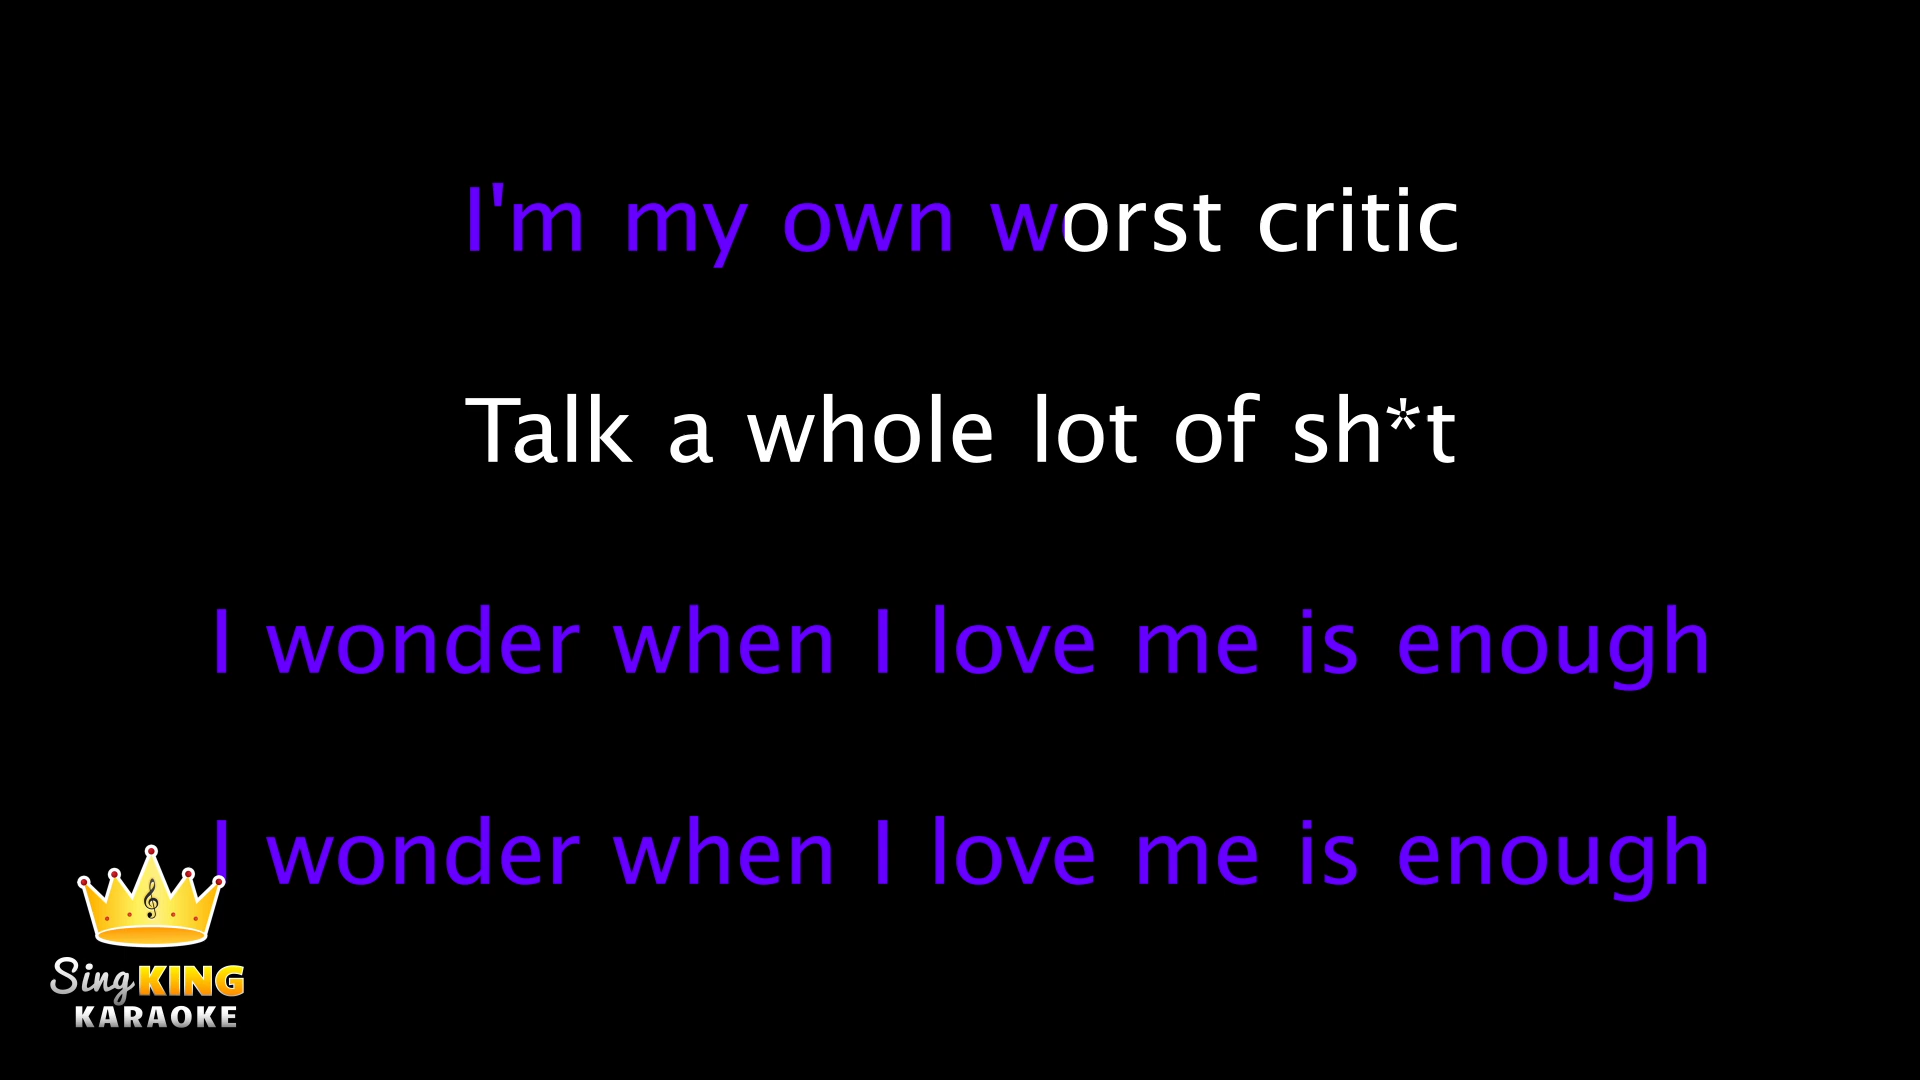 I'm my own worst critic
Talk a whole lot of sh*t
I wonder when I love me is enough
I wonder when I love me is enough
Sing KING
KARAOKE